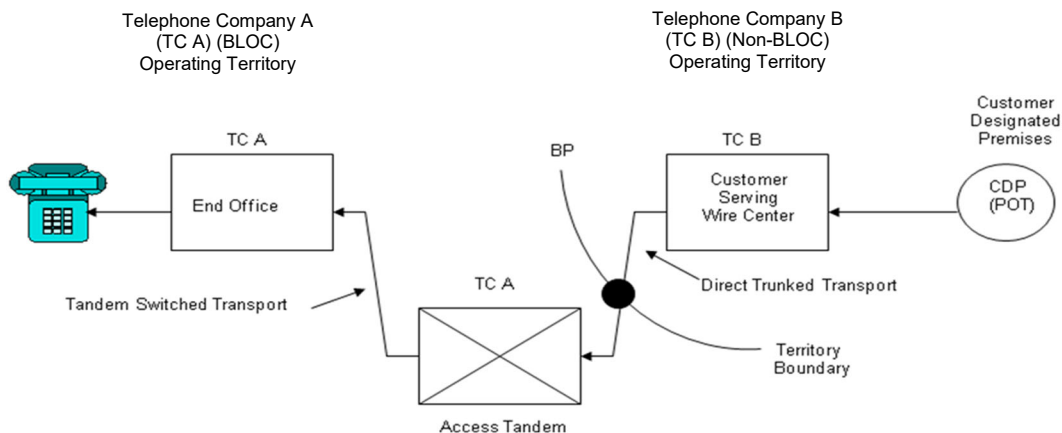 Telephone Company A
(TC A) (BLOC)
Operating Territory
Telephone Company B
(TC B) (Non-BLOC)
Operating Territory
Customer
Designated
Premises
TC A
End Office
BP
TC B
Customer
Serving
Wire Center
CDP
(POT)
Tandem Switched Transport
TC A
Direct Trunked Transport
Territory
Boundary
Access Tandem